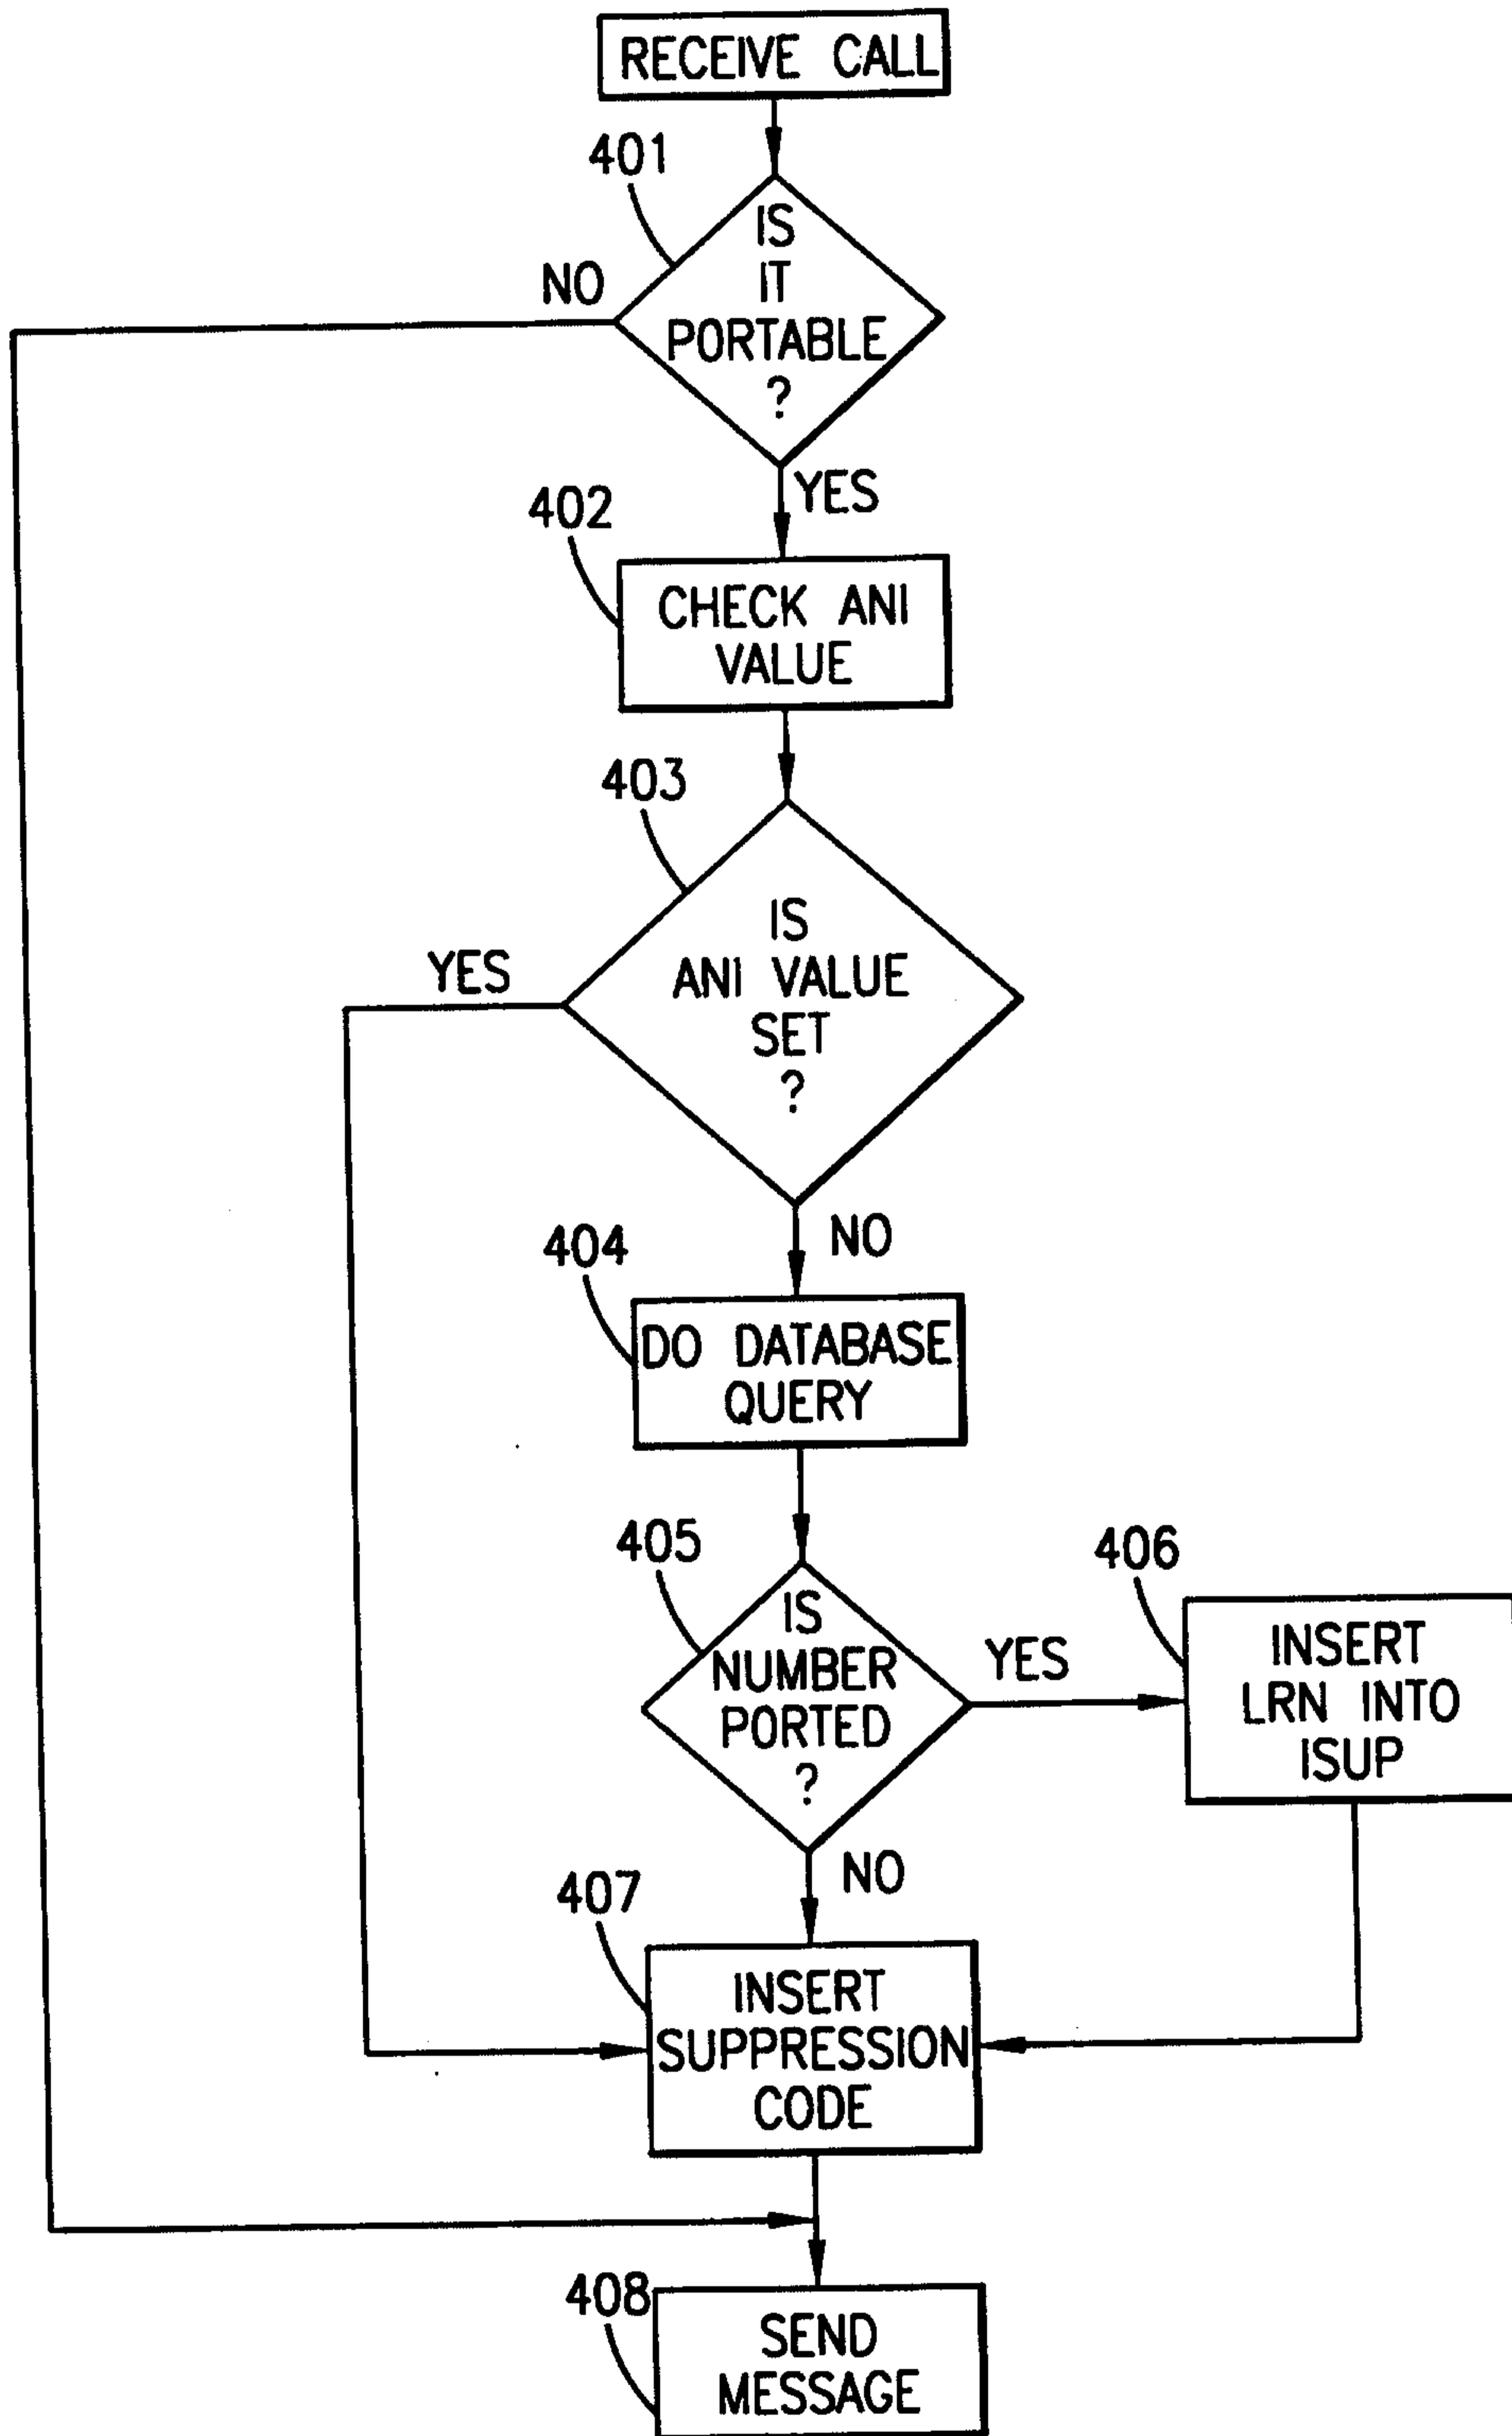 RECEIVE CALL
401
IS
IT
PORTABLE
?
NO
YES
402
CHECK ANI
VALUE
403
IS
ANI VALUE
SET
?
YES
NO
404
DO DATABASE
QUERY
405
IS
NUMBER
PORTED
?
YES
406
INSERT
LRN INTO
ISUP
NO
407
INSERT
SUPPRESSION
CODE
408
SEND
MESSAGE